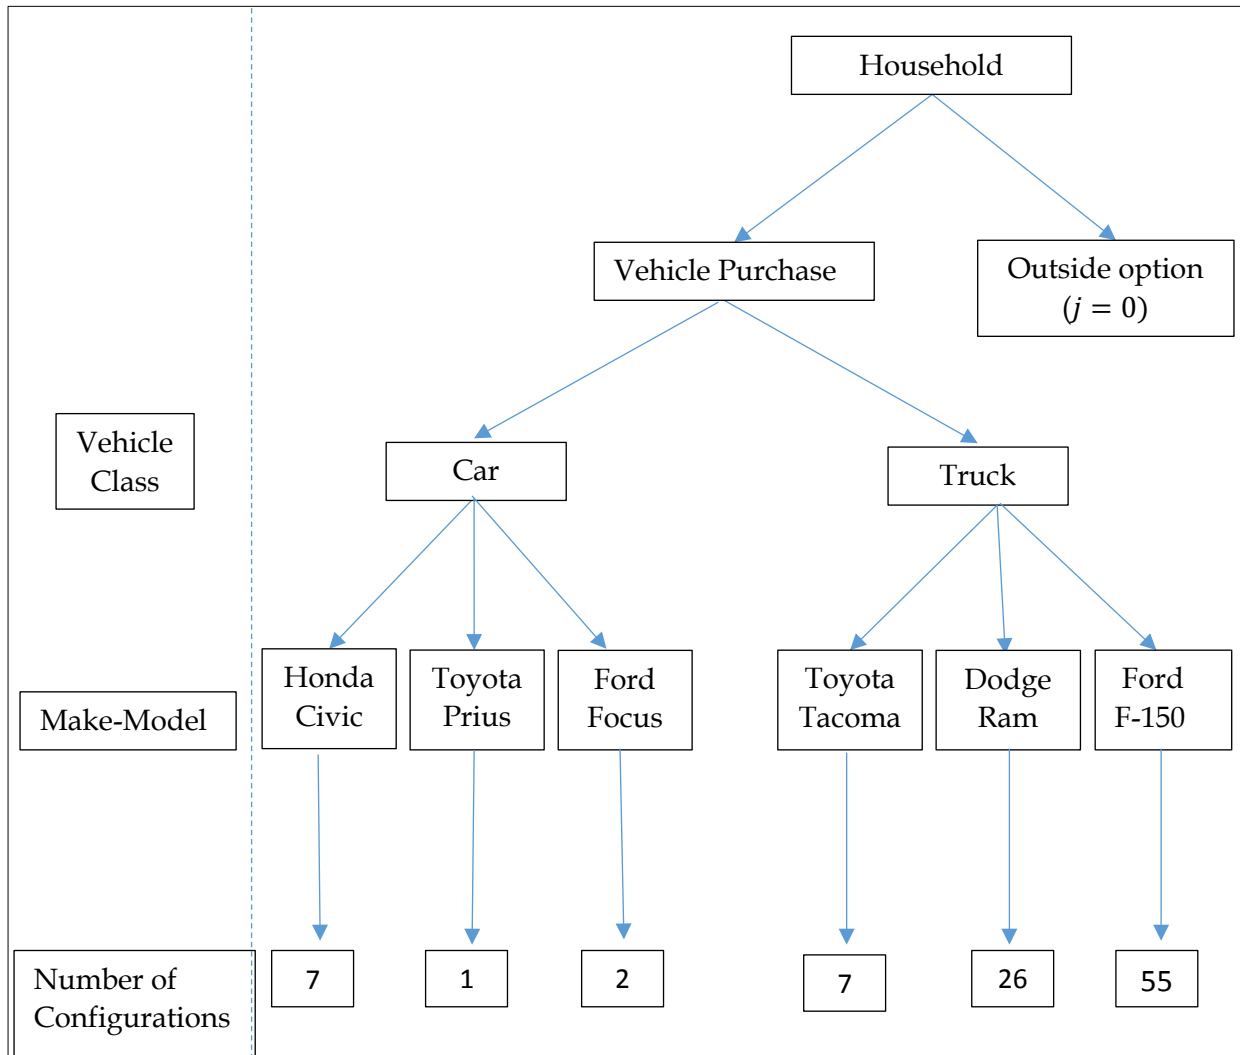 Household
Vehicle Purchase
Outside option
(j = 0)
Vehicle
Class
Car
Truck
Make-Model
Honda
Civic
Toyota
Prius
Ford
Focus
Toyota
Tacoma
Dodge
Ram
Ford
F-150
Number of
Configurations
7
1
2
7
26
55